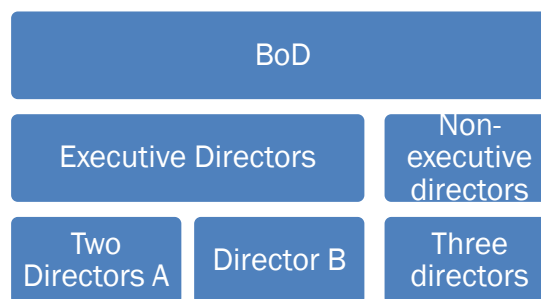 BoD
Executive Directors
Non-
executive
directors
Two
Directors A
Director B
Three
directors